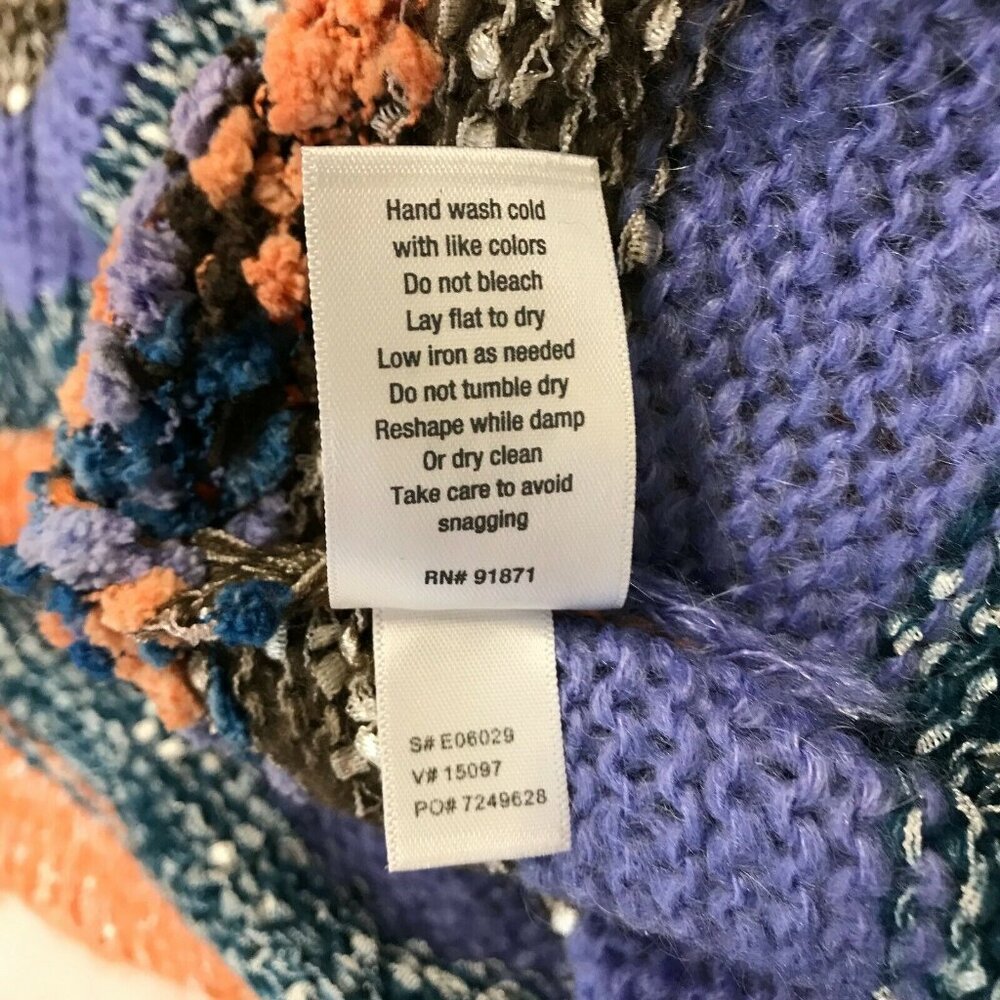 Hand wash cold
with like colors
Do not bleach
Lay flat to dry
Low iron as needed
Do not tumble dry
Reshape while damp
Or dry clean
Take care to avoid
snagging
RN# 91871
S# E06029
V# 15097
PO# 7249628